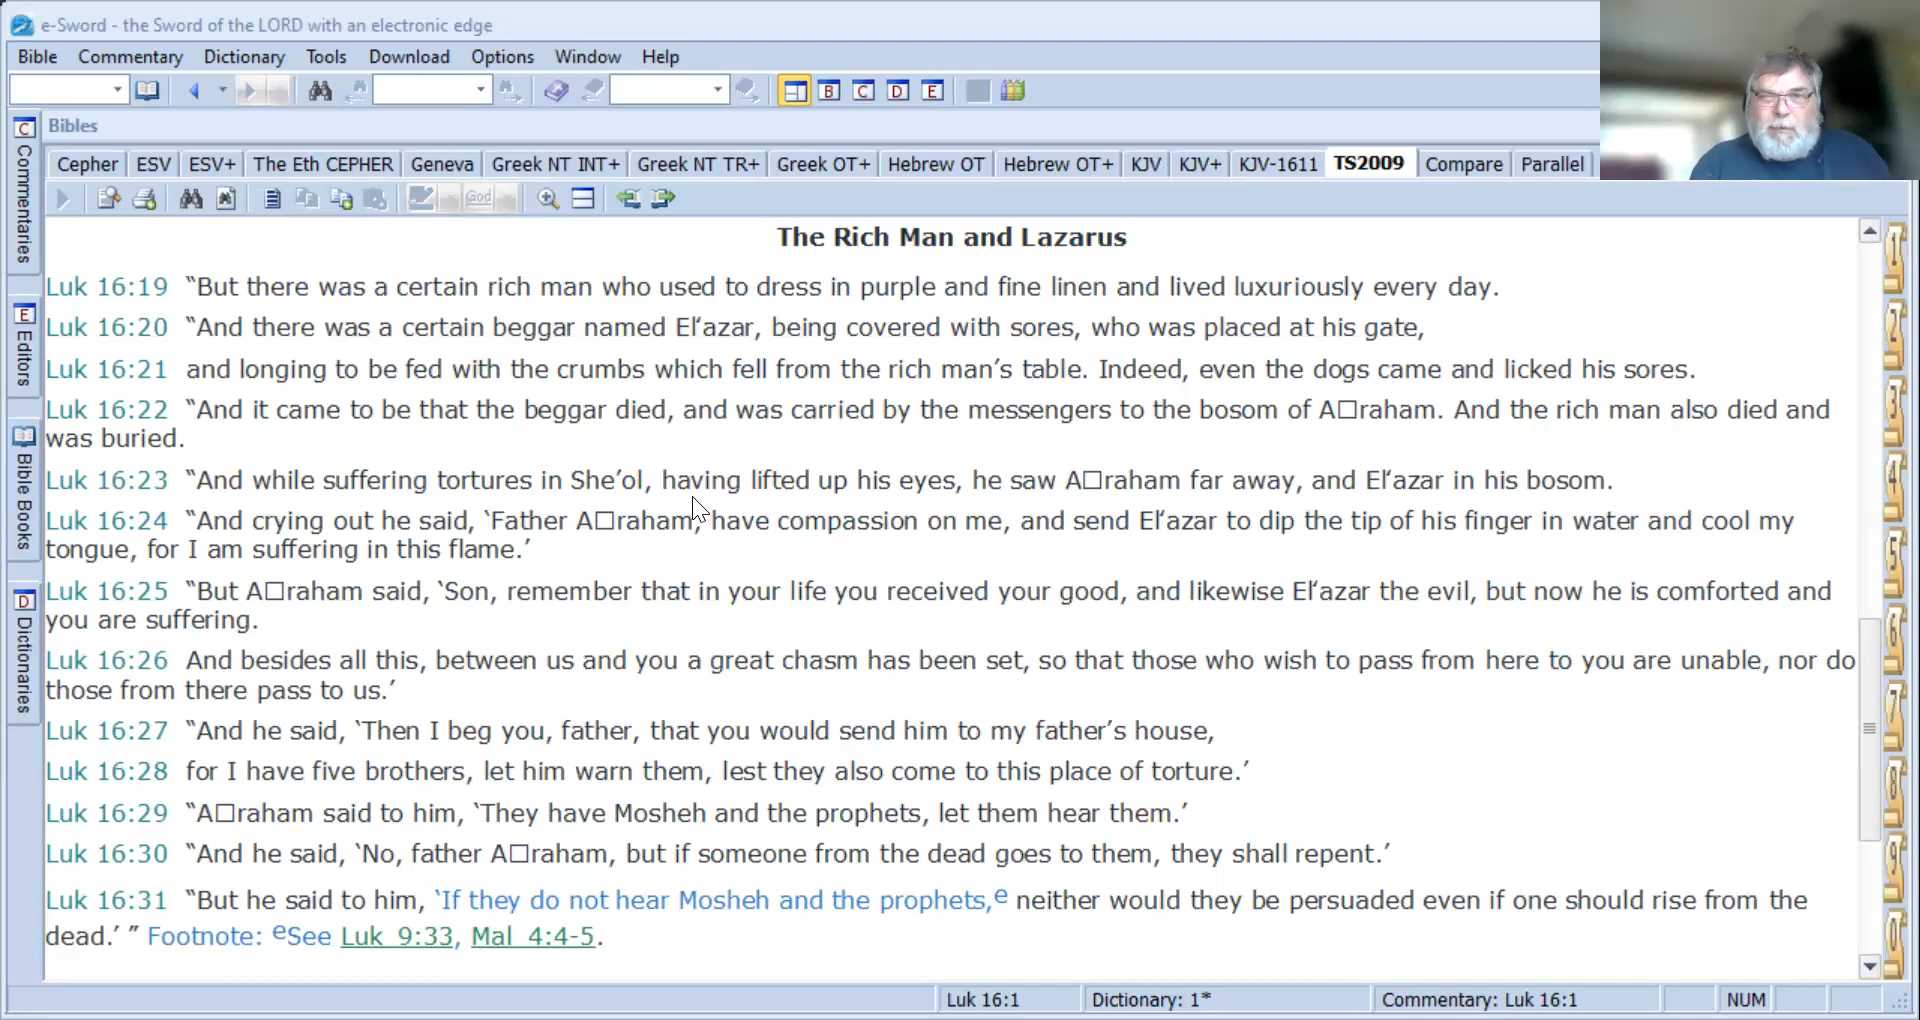 e-Sword - the Sword of the LORD with an electronic edge
Bible Commentary Dictionary Tools Download Options Window Help
B C D E
Bibles
Cepher ESV ESV+ The Eth CEPHER Geneva Greek NT INT+ Greek NT TR+ Greek OT+ Hebrew OT Hebrew OT+ KJV KJV+ KJV-1611 TS2009 Compare Parallel
God
C Commentaries
E Editors
Bible Books
D Dictionaries
The Rich Man and Lazarus
Luk 16:19 “But there was a certain rich man who used to dress in purple and fine linen and lived luxuriously every day.
Luk 16:20 “And there was a certain beggar named El‛azar, being covered with sores, who was placed at his gate,
Luk 16:21 and longing to be fed with the crumbs which fell from the rich man’s table. Indeed, even the dogs came and licked his sores.
Luk 16:22 “And it came to be that the beggar died, and was carried by the messengers to the bosom of A□raham. And the rich man also died and
was buried.
Luk 16:23 “And while suffering tortures in She’ol, having lifted up his eyes, he saw A□raham far away, and El‛azar in his bosom.
Luk 16:24 “And crying out he said, ‘Father A□raham, have compassion on me, and send El‛azar to dip the tip of his finger in water and cool my
tongue, for I am suffering in this flame.’
Luk 16:25 “But A□raham said, ‘Son, remember that in your life you received your good, and likewise El‛azar the evil, but now he is comforted and
you are suffering.
Luk 16:26 And besides all this, between us and you a great chasm has been set, so that those who wish to pass from here to you are unable, nor do
those from there pass to us.’
Luk 16:27 “And he said, ‘Then I beg you, father, that you would send him to my father’s house,
Luk 16:28 for I have five brothers, let him warn them, lest they also come to this place of torture.’
Luk 16:29 “A□raham said to him, ‘They have Mosheh and the prophets, let them hear them.’
Luk 16:30 “And he said, ‘No, father A□raham, but if someone from the dead goes to them, they shall repent.’
Luk 16:31 “But he said to him, ‘If they do not hear Mosheh and the prophets,e neither would they be persuaded even if one should rise from the
dead.’ ” Footnote: eSee Luk 9:33, Mal 4:4-5.
1
2
3
4
5
6
7
8
9
0
Luk 16:1 Dictionary: 1* Commentary: Luk 16:1 NUM